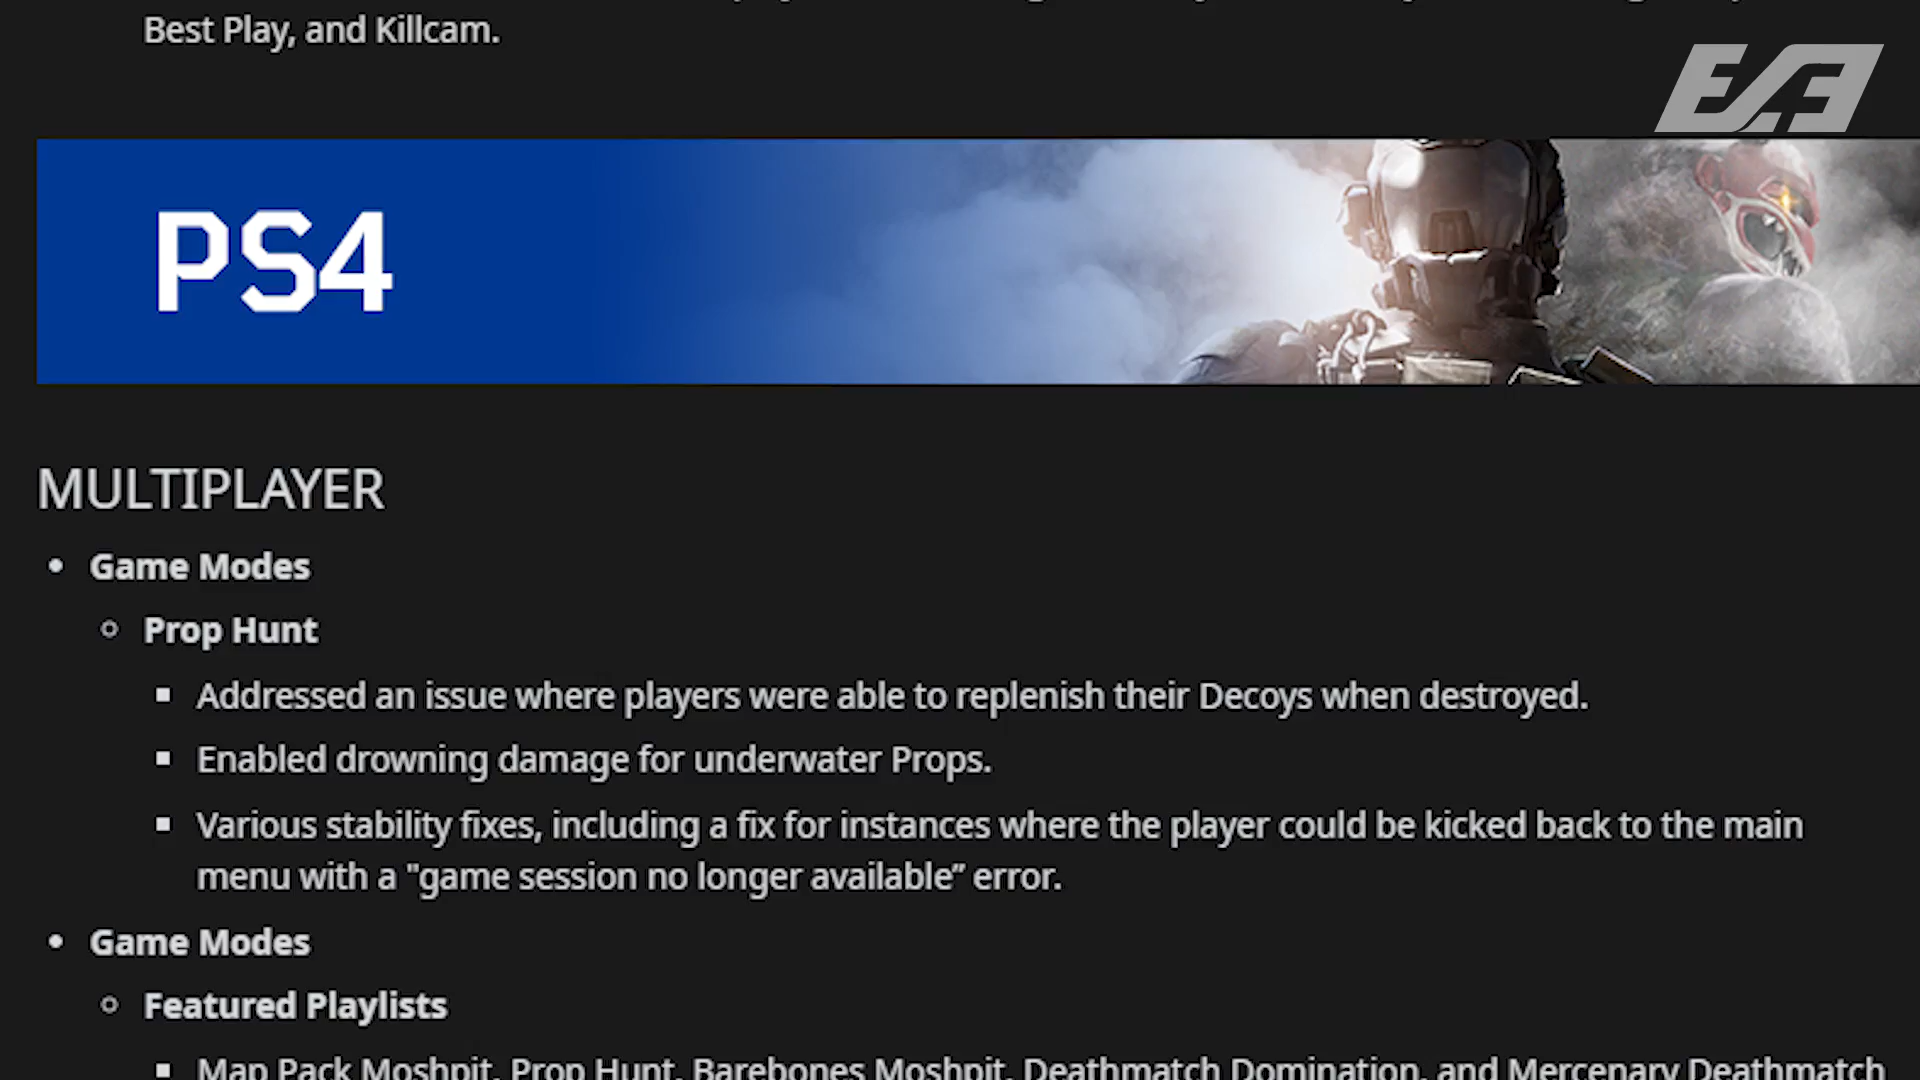 Best Play, and Killcam.
PS4
MULTIPLAYER
• Game Modes
○ Prop Hunt
▪ Addressed an issue where players were able to replenish their Decoys when destroyed.
▪ Enabled drowning damage for underwater Props.
▪ Various stability fixes, including a fix for instances where the player could be kicked back to the main
menu with a "game session no longer available” error.
• Game Modes
○ Featured Playlists
▪ Map Pack Moshpit, Prop Hunt, Barebones Moshpit, Deathmatch Domination, and Mercenary Deathmatch